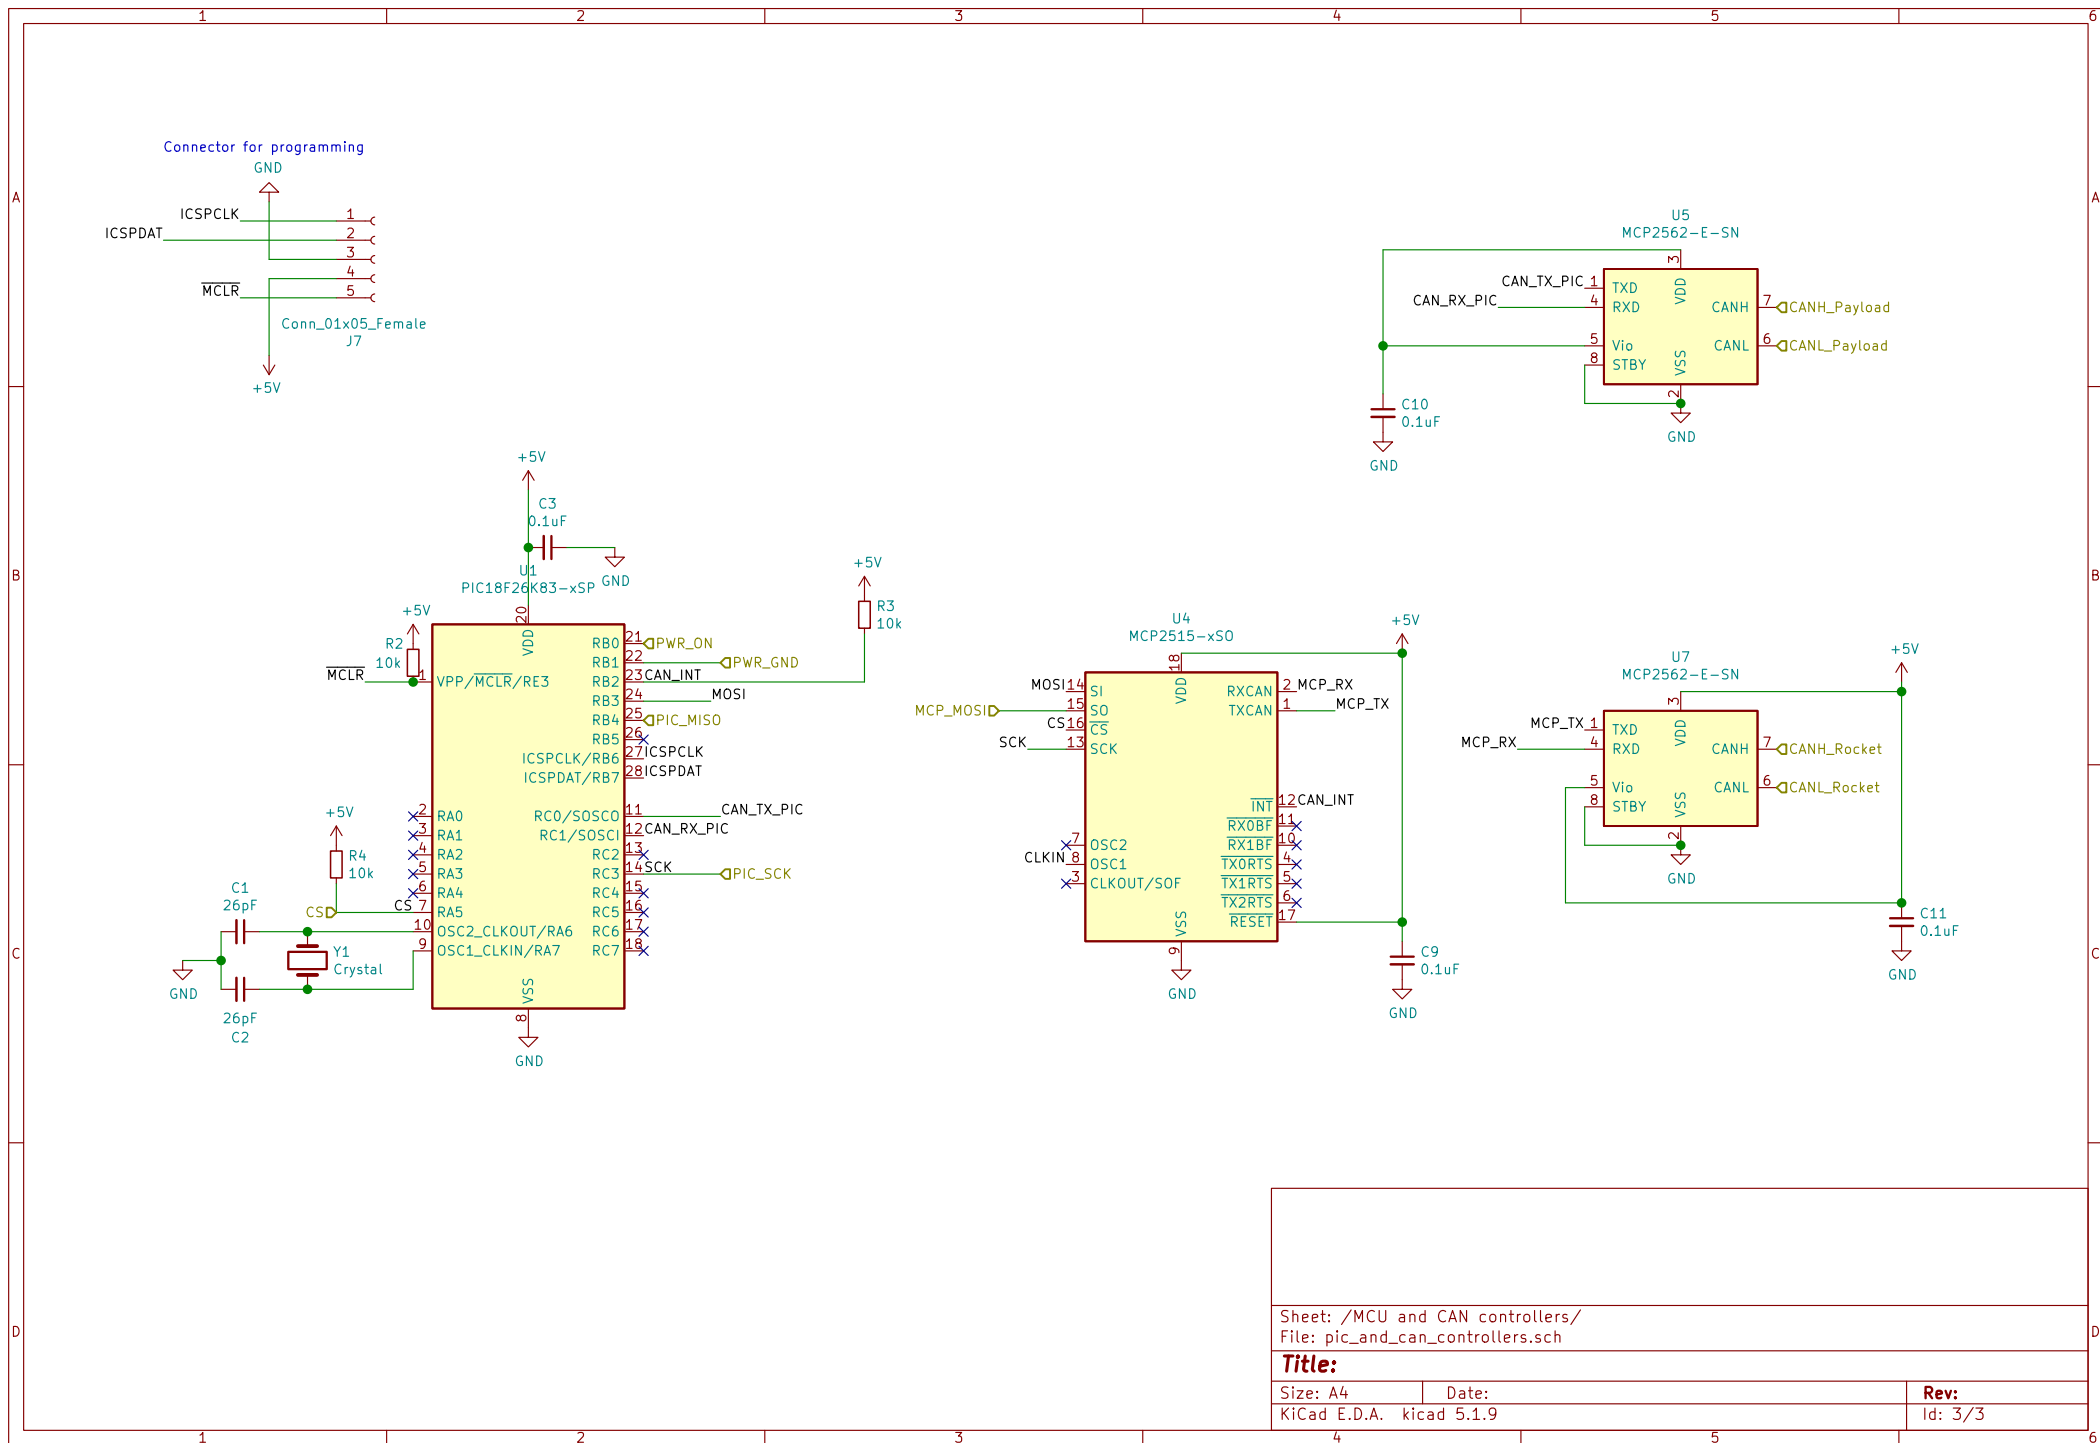 1 2 3 4 5 6
A A
B B
C C
D D
Connector for programming
GND
ICSPCLK 1
ICSPDAT 2
3
4
MCLR 5
Conn_01x05_Female
J7
+5V
U5
MCP2562-E-SN
3
CAN_TX_PIC 1 TXD VDD
CAN_RX_PIC 4 RXD CANH 7 CANH_Payload
5 Vio CANL 6 CANL_Payload
8 STBY VSS
2
C10
0.1uF
GND
GND
+5V
C3
0.1uF
GND
U1
PIC18F26K83-xSP
+5V
R2
10k
MCLR 1 VPP/MCLR/RE3
20
VDD
RB0 21 PWR_ON
RB1 22 PWR_GND
RB2 23 CAN_INT
RB3 24 MOSI
RB4 25 PIC_MISO
RB5 26
ICSPCLK/RB6 27 ICSPCLK
ICSPDAT/RB7 28 ICSPDAT
+5V
R3
10k
2 RA0 RC0/SOSCO 11 CAN_TX_PIC
3 RA1 RC1/SOSCI 12 CAN_RX_PIC
4 RA2 RC2 13
5 RA3 RC3 14 SCK PIC_SCK
6 RA4 RC4 15
CS CS 7 RA5 RC5 16
10 OSC2_CLKOUT/RA6 RC6 17
9 OSC1_CLKIN/RA7 RC7 18
VSS
8
GND
+5V
R4
10k
C1
26pF
Y1
Crystal
GND
26pF
C2
U4
MCP2515-xSO
+5V
18
VDD
MOSI 14 SI RXCAN 2 MCP_RX
MCP_MOSI 15 SO TXCAN 1 MCP_TX
CS 16 CS
SCK 13 SCK
INT 12 CAN_INT
RX0BF 11
7 OSC2 RX1BF 10
CLKIN 8 OSC1 TX0RTS 4
3 CLKOUT/SOF TX1RTS 5
TX2RTS 6
RESET 17
VSS
9
GND
C9
0.1uF
GND
U7
MCP2562-E-SN
+5V
3
MCP_TX 1 TXD VDD
MCP_RX 4 RXD CANH 7 CANH_Rocket
5 Vio CANL 6 CANL_Rocket
8 STBY VSS
2
GND
C11
0.1uF
GND
Sheet: /MCU and CAN controllers/
File: pic_and_can_controllers.sch
Title:
Size: A4 Date: Rev:
KiCad E.D.A. kicad 5.1.9 Id: 3/3
1 2 3 4 5 6